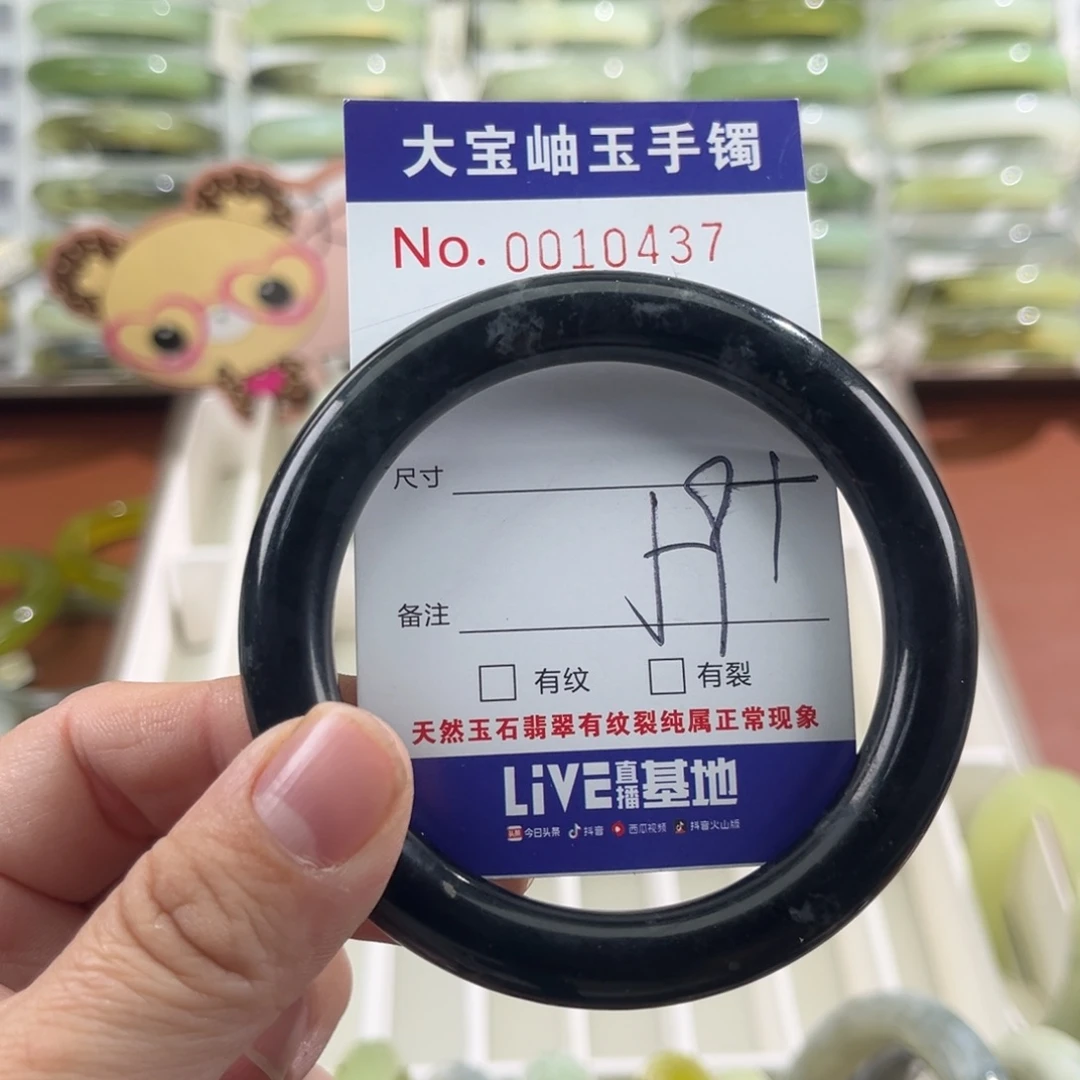 大宝岫玉手镯
No. 0010437
尺寸
备注
有纹 有裂
天然玉石翡翠有纹裂纯属正常现象
LiVE直播基地
今日头条 抖音 西瓜视频 抖音火山版